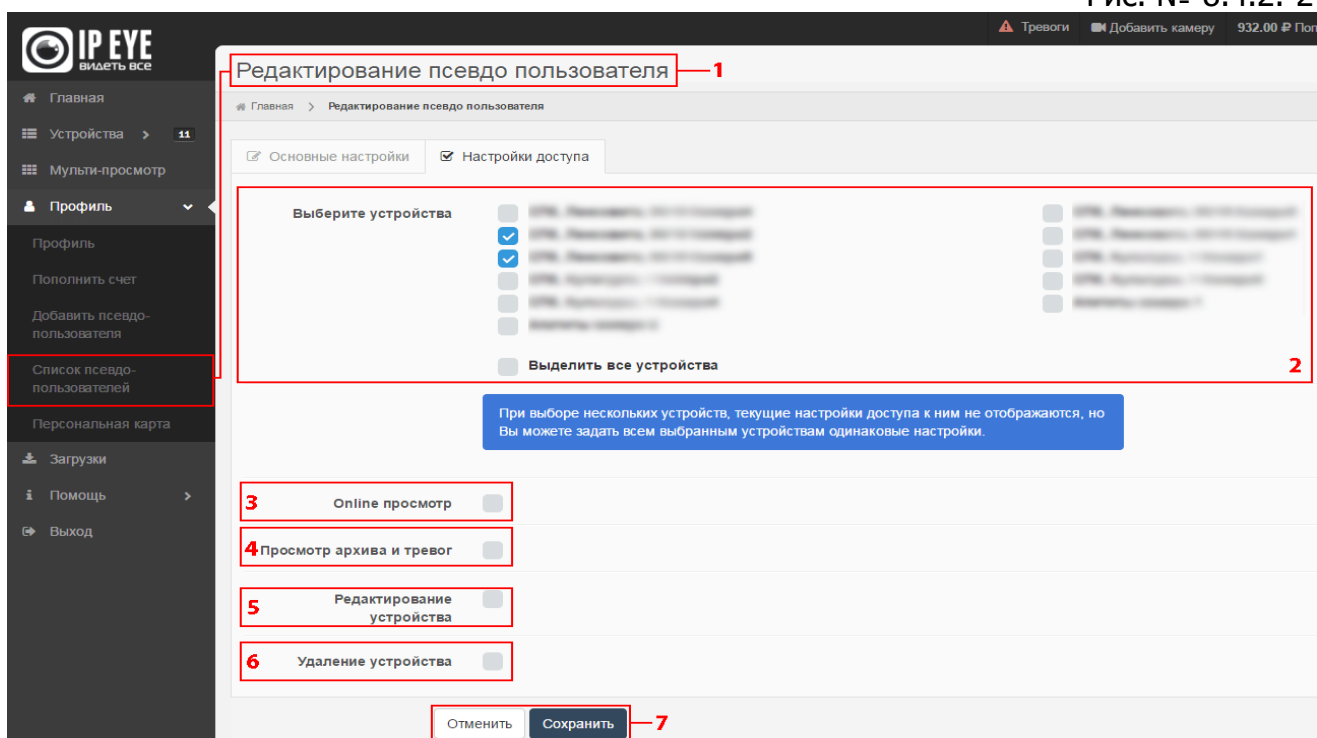 Тревоги Добавить камеру 932.00 ₽
IP EYE
видеть все
Главная
Устройства > 11
Мульти-просмотр
Профиль
Профиль
Пополнить счет
Добавить псевдо-
пользователя
Список псевдо-
пользователей
Персональная карта
Загрузки
Помощь >
Выход
Редактирование псевдо пользователя 1
Главная > Редактирование псевдо пользователя
Основные настройки Настройки доступа
Выберите устройства
Выделить все устройства 2
При выборе нескольких устройств, текущие настройки доступа к ним не отображаются, но
Вы можете задать всем выбранным устройствам одинаковые настройки.
3 Online просмотр
4 Просмотр архива и тревог
5 Редактирование
устройства
6 Удаление устройства
Отменить Сохранить 7